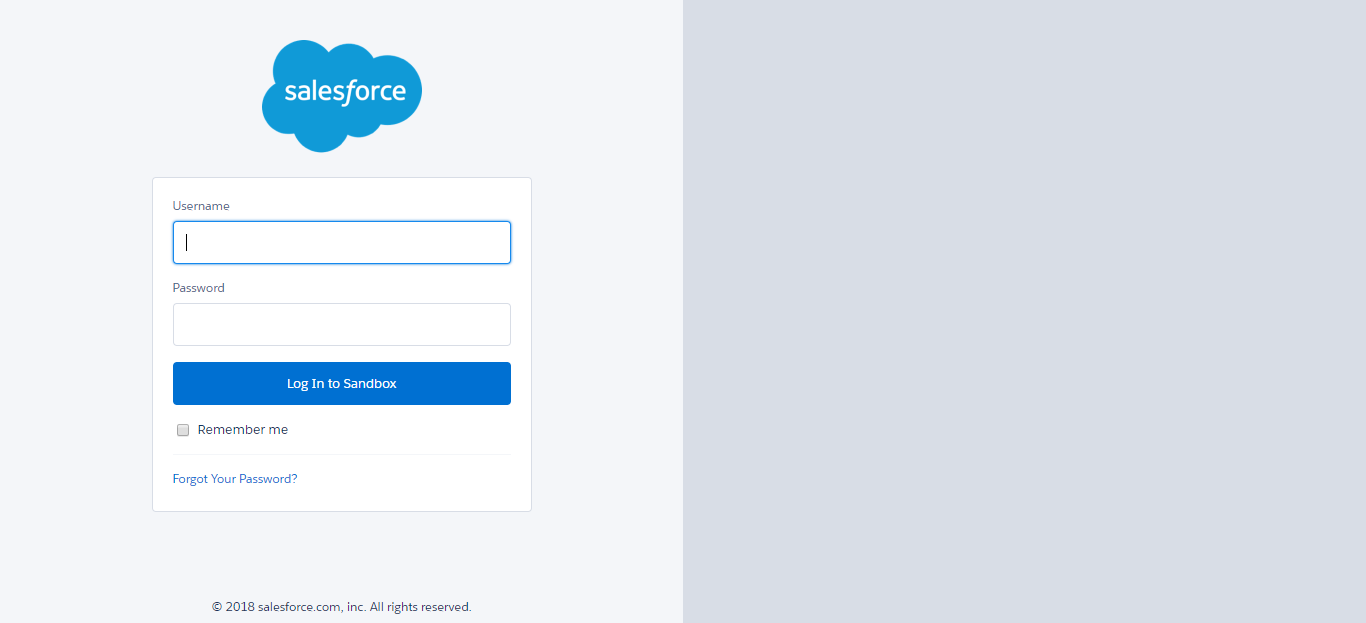 salesforce
Username
Password
Log In to Sandbox
Remember me
Forgot Your Password?
© 2018 salesforce.com, inc. All rights reserved.